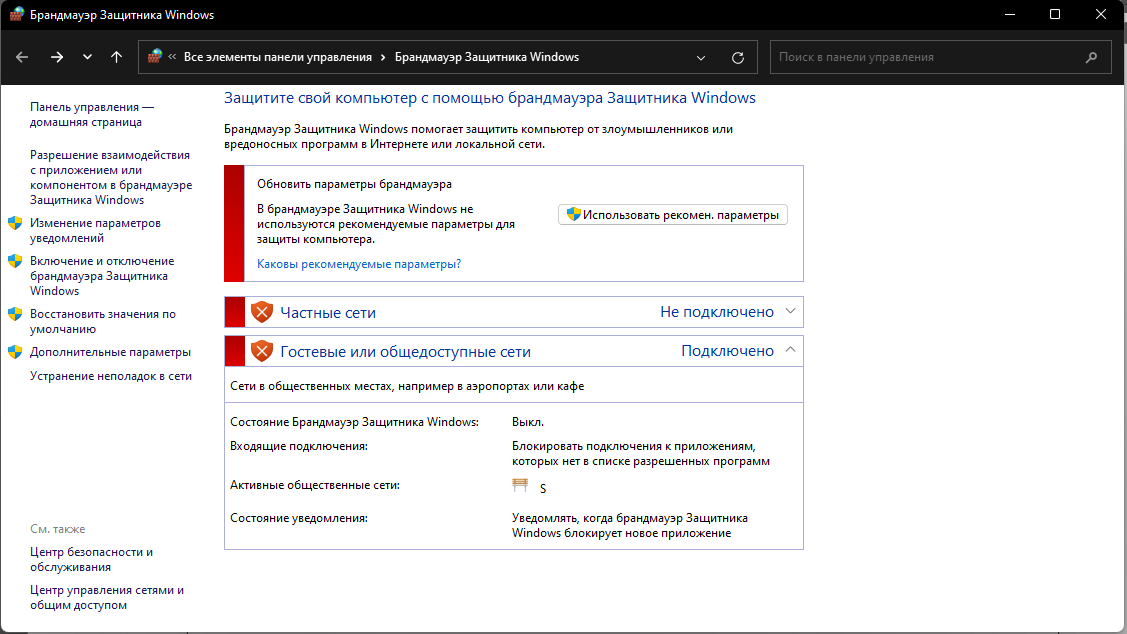 Брандмауэр Защитника Windows
« Все элементы панели управления › Брандмауэр Защитника Windows
Поиск в панели управления
Панель управления —
домашняя страница
Разрешение взаимодействия
с приложением или
компонентом в брандмауэре
Защитника Windows
Изменение параметров
уведомлений
Включение и отключение
брандмауэра Защитника
Windows
Восстановить значения по
умолчанию
Дополнительные параметры
Устранение неполадок в сети
См. также
Центр безопасности и
обслуживания
Центр управления сетями и
общим доступом
Защитите свой компьютер с помощью брандмауэра Защитника Windows
Брандмауэр Защитника Windows помогает защитить компьютер от злоумышленников или
вредоносных программ в Интернете или локальной сети.
Обновить параметры брандмауэра
В брандмауэре Защитника Windows не
используются рекомендуемые параметры для
защиты компьютера.
Использовать рекомен. параметры
Каковы рекомендуемые параметры?
Частные сети Не подключено
Гостевые или общедоступные сети Подключено
Сети в общественных местах, например в аэропортах или кафе
Состояние Брандмауэр Защитника Windows: Выкл.
Входящие подключения: Блокировать подключения к приложениям,
которых нет в списке разрешенных программ
Активные общественные сети: S
Состояние уведомления: Уведомлять, когда брандмауэр Защитника
Windows блокирует новое приложение